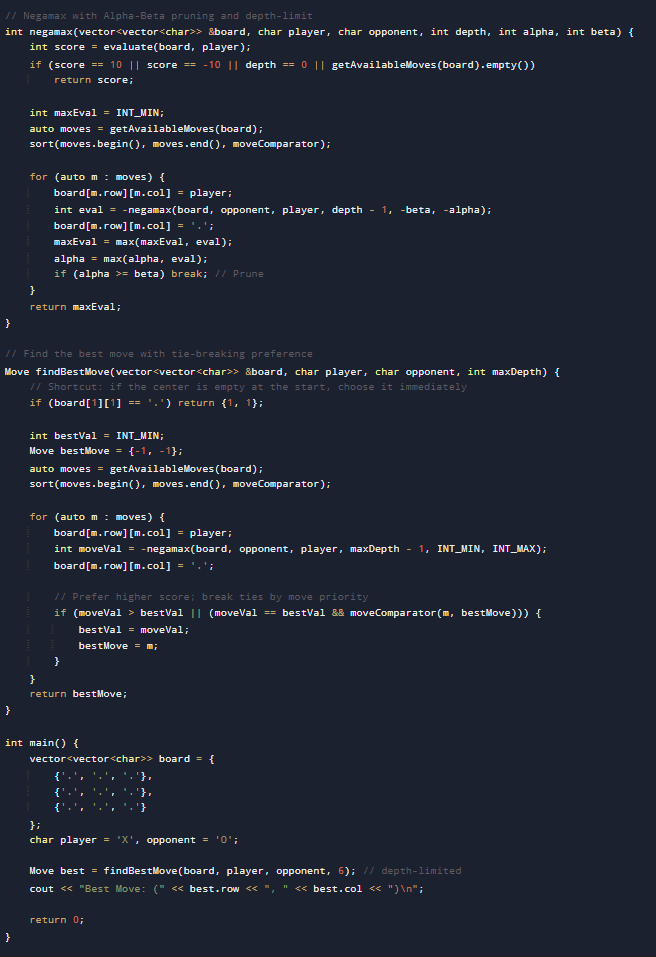 // Negamax with Alpha-Beta pruning and depth-limit
int negamax(vector<vector<char>> &board, char player, char opponent, int depth, int alpha, int beta) {
    int score = evaluate(board, player);
    if (score == 10 || score == -10 || depth == 0 || getAvailableMoves(board).empty())
        return score;

    int maxEval = INT_MIN;
    auto moves = getAvailableMoves(board);
    sort(moves.begin(), moves.end(), moveComparator);

    for (auto m : moves) {
        board[m.row][m.col] = player;
        int eval = -negamax(board, opponent, player, depth - 1, -beta, -alpha);
        board[m.row][m.col] = '.';
        maxEval = max(maxEval, eval);
        alpha = max(alpha, eval);
        if (alpha >= beta) break; // Prune
    }
    return maxEval;
}

// Find the best move with tie-breaking preference
Move findBestMove(vector<vector<char>> &board, char player, char opponent, int maxDepth) {
    // Shortcut: if the center is empty at the start, choose it immediately
    if (board[1][1] == '.') return {1, 1};

    int bestVal = INT_MIN;
    Move bestMove = {-1, -1};
    auto moves = getAvailableMoves(board);
    sort(moves.begin(), moves.end(), moveComparator);

    for (auto m : moves) {
        board[m.row][m.col] = player;
        int moveVal = -negamax(board, opponent, player, maxDepth - 1, INT_MIN, INT_MAX);
        board[m.row][m.col] = '.';

        // Prefer higher score; break ties by move priority
        if (moveVal > bestVal || (moveVal == bestVal && moveComparator(m, bestMove))) {
            bestVal = moveVal;
            bestMove = m;
        }
    }
    return bestMove;
}

int main() {
    vector<vector<char>> board = {
        {'.', '.', '.'},
        {'.', '.', '.'},
        {'.', '.', '.'}
    };
    char player = 'X', opponent = 'O';

    Move best = findBestMove(board, player, opponent, 6); // depth-limited
    cout << "Best Move: (" << best.row << ", " << best.col << ")\n";

    return 0;
}